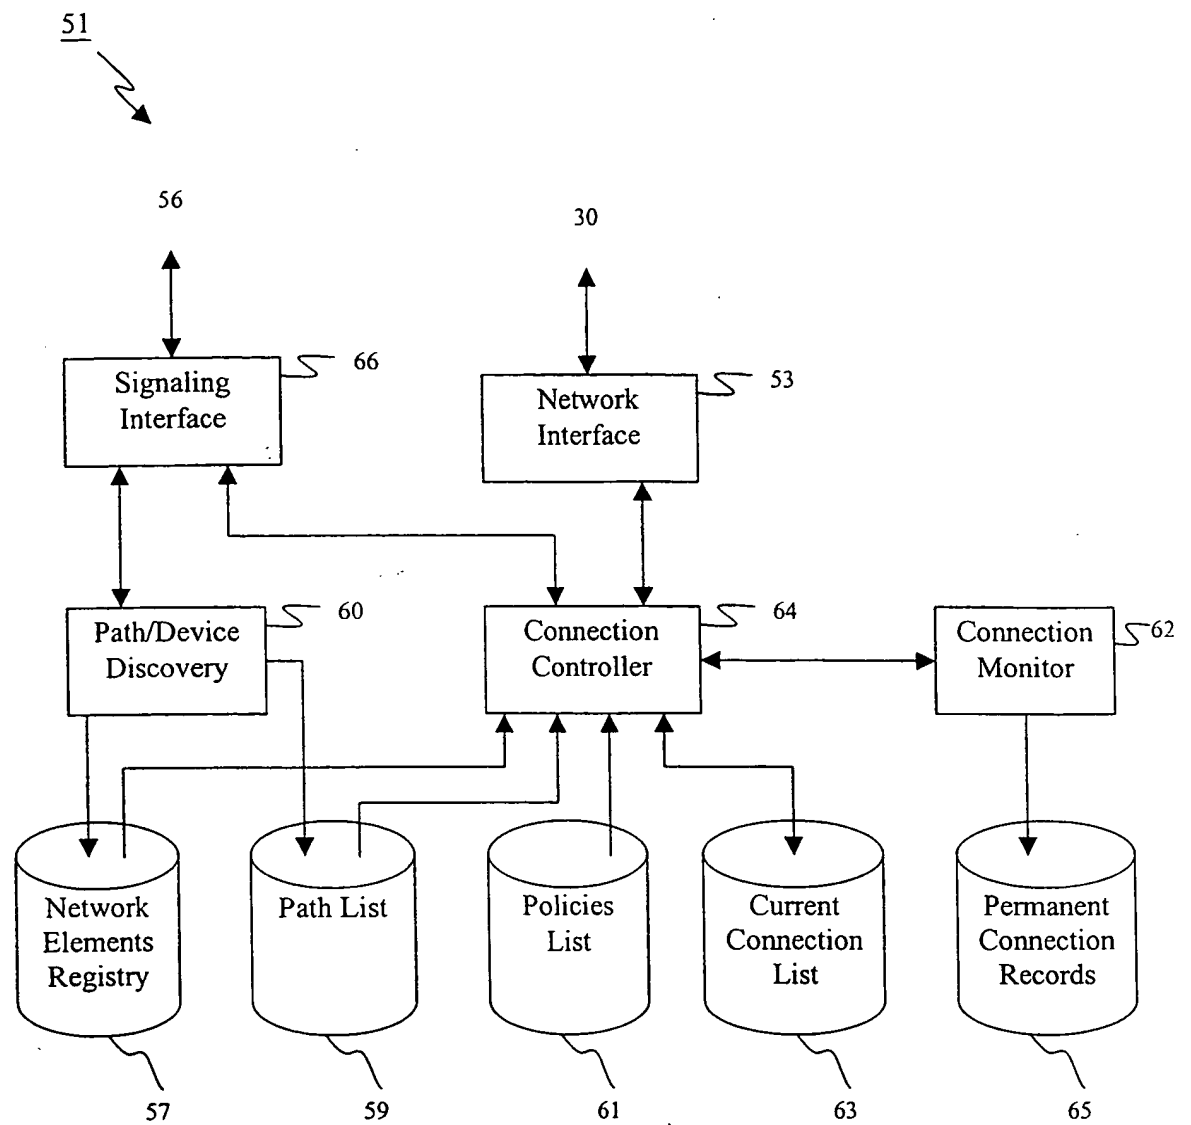 51
56
30
Signaling
Interface
66
Network
Interface
53
Path/Device
Discovery
60
Connection
Controller
64
Connection
Monitor
62
Network
Elements
Registry
Path List
Policies
List
Current
Connection
List
Permanent
Connection
Records
57
59
61
63
65